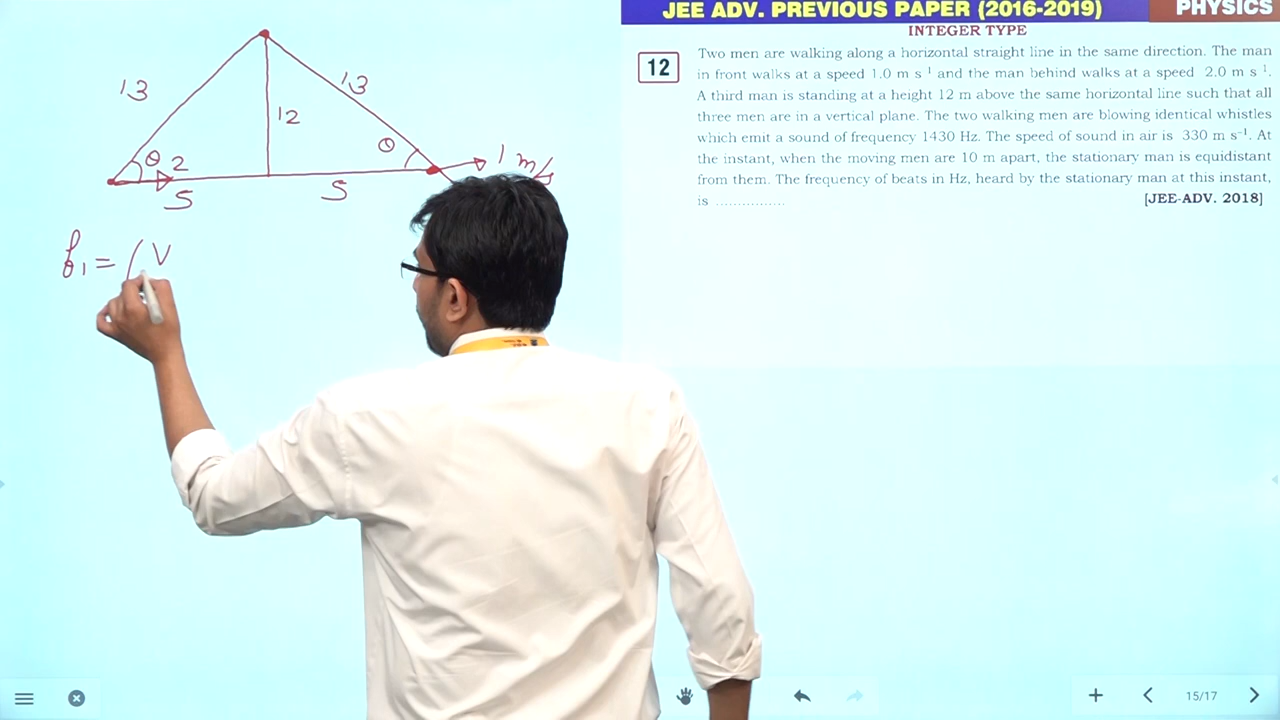 JEE ADV. PREVIOUS PAPER (2016-2019)
PHYSICS
INTEGER TYPE
12
Two men are walking along a horizontal straight line in the same direction. The man
in front walks at a speed 1.0 m s⁻¹ and the man behind walks at a speed 2.0 m s⁻¹.
A third man is standing at a height 12 m above the same horizontal line such that all
three men are in a vertical plane. The two walking men are blowing identical whistles
which emit a sound of frequency 1430 Hz. The speed of sound in air is 330 m s⁻¹. At
the instant, when the moving men are 10 m apart, the stationary man is equidistant
from them. The frequency of beats in Hz, heard by the stationary man at this instant,
is ................ [JEE-ADV. 2018]
13
13
12
θ
2
θ
1 m/s
5
5
f₁ = ( V
15/17